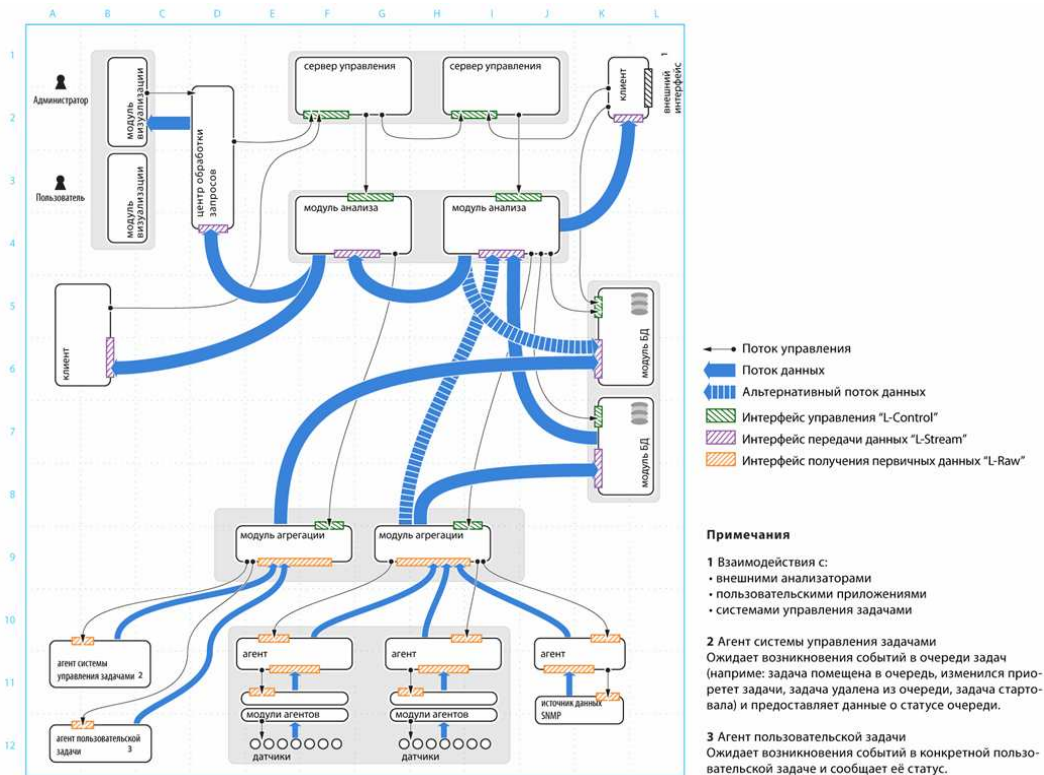 A B C D E F G H I J K L
1
2
3
4
5
6
7
8
9
10
11
12
Администратор
Пользователь
модуль
визуализации
модуль
визуализации
центр обработки
запросов
сервер управления
сервер управления
клиент
внешний
интерфейс
1
модуль анализа
модуль анализа
клиент
модуль БД
модуль БД
модуль агрегации
модуль агрегации
агент системы
управления задачами 2
агент пользовательской
задачи 3
агент
агент
агент
модули агентов
модули агентов
источник данных
SNMP
датчики
датчики
Поток управления
Поток данных
Альтернативный поток данных
Интерфейс управления “L-Control”
Интерфейс передачи данных “L-Stream”
Интерфейс получения первичных данных “L-Raw”
Примечания
1 Взаимодействия с:
• внешними анализаторами
• пользовательскими приложениями
• системами управления задачами
2 Агент системы управления задачами
Ожидает возникновения событий в очереди задач
(наприме: задача помещена в очередь, изменился прио-
ретет задачи, задача удалена из очереди, задача старто-
вала) и предоставляет данные о статусе очереди.
3 Агент пользовательской задачи
Ожидает возникновения событий в конкретной пользо-
вательской задаче и сообщает её статус.